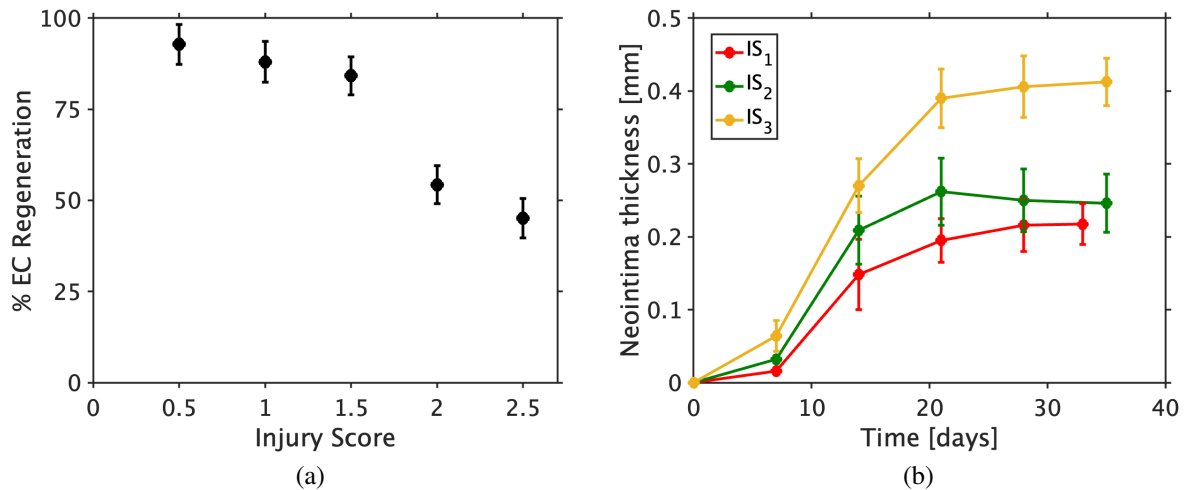 100
75
50
25
0
% EC Regeneration
0
0.5
1
1.5
2
2.5
Injury Score
(a)
0.5
0.4
0.3
0.2
0.1
0
Neointima thickness [mm]
IS₁
IS₂
IS₃
0
10
20
30
40
Time [days]
(b)